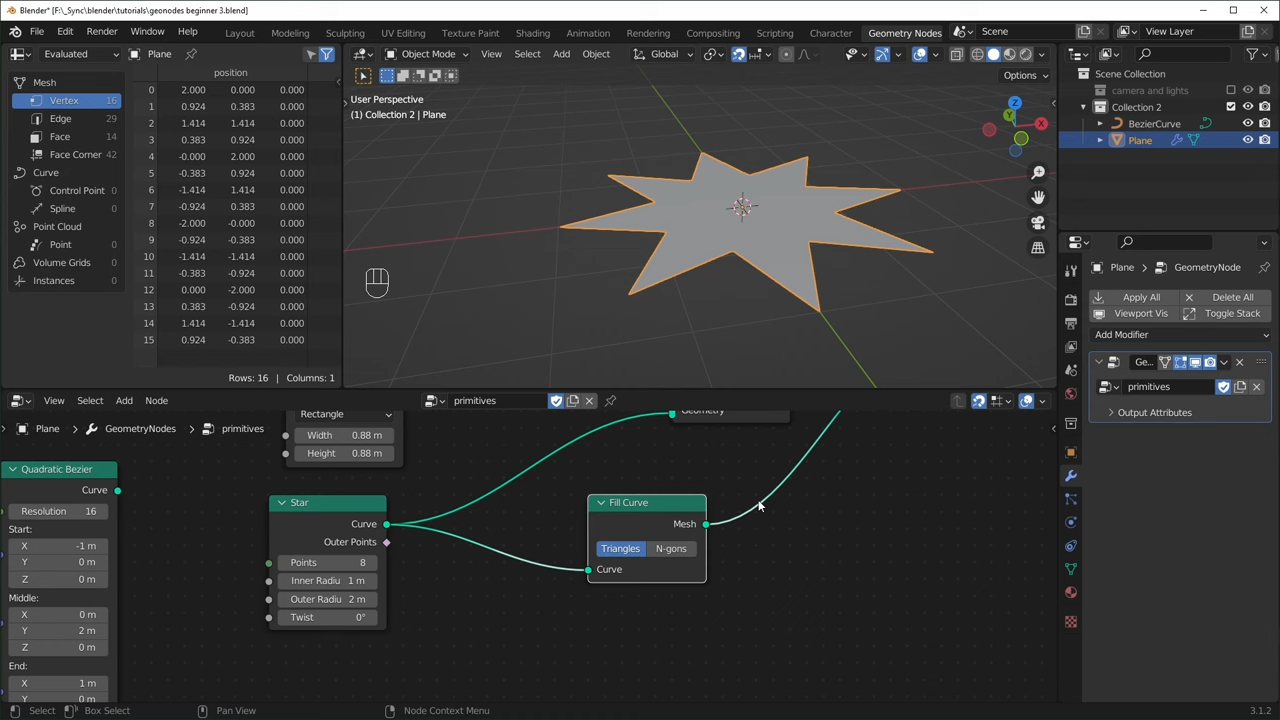 Blender* [F:\_Sync\blender\tutorials\geonodes beginner 3.blend]
File Edit Render Window Help Layout Modeling Sculpting UV Editing Texture Paint Shading Animation Rendering Compositing Scripting Character Geometry Nodes Scene View Layer
Evaluated Plane Object Mode View Select Add Object Global
Options
position
Mesh
Vertex 16
Edge 29
Face 14
Face Corner 42
Curve
Control Point 0
Spline 0
Point Cloud
Point 0
Volume Grids
Instances 0
0 2.000 0.000 0.000
1 0.924 0.383 0.000
2 1.414 1.414 0.000
3 0.383 0.924 0.000
4 -0.000 2.000 0.000
5 -0.383 0.924 0.000
6 -1.414 1.414 0.000
7 -0.924 0.383 0.000
8 -2.000 -0.000 0.000
9 -0.924 -0.383 0.000
10 -1.414 -1.414 0.000
11 -0.383 -0.924 0.000
12 0.000 -2.000 0.000
13 0.383 -0.924 0.000
14 1.414 -1.414 0.000
15 0.924 -0.383 0.000
Rows: 16 | Columns: 1
User Perspective
(1) Collection 2 | Plane
Z
Y
X
Scene Collection
camera and lights
Collection 2
BezierCurve
Plane
Plane GeometryNode
Apply All Delete All
Viewport Vis Toggle Stack
Add Modifier
Ge...
primitives
Output Attributes
View Select Add Node primitives
Plane GeometryNodes primitives
Rectangle
Width 0.88 m
Height 0.88 m
Geometry
Quadratic Bezier
Curve
Resolution 16
Start:
X -1 m
Y 0 m
Z 0 m
Middle:
X 0 m
Y 2 m
Z 0 m
End:
X 1 m
Y 0 m
Star
Curve
Outer Points
Points 8
Inner Radiu 1 m
Outer Radiu 2 m
Twist 0°
Fill Curve
Mesh
Triangles N-gons
Curve
Select Box Select Pan View Node Context Menu 3.1.2